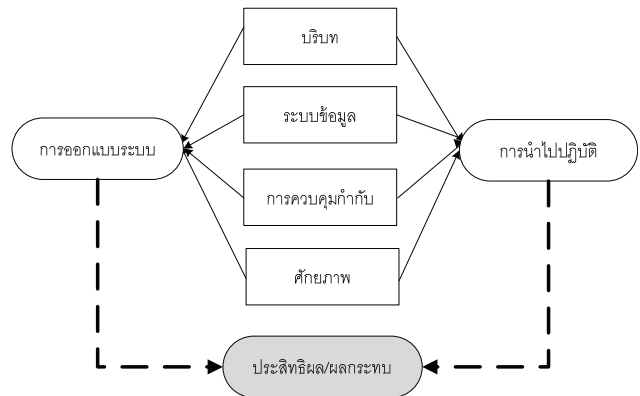 บริบท
ระบบข้อมูล
การออกแบบระบบ
การนำไปปฏิบัติ
การควบคุมกำกับ
ศักยภาพ
ประสิทธิผล/ผลกระทบ